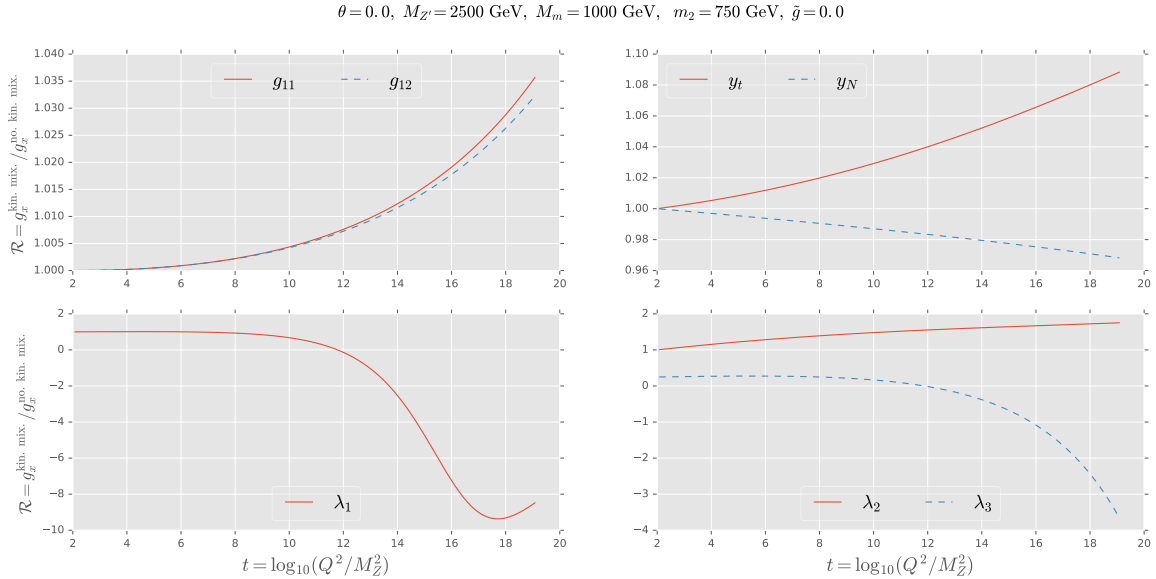 θ = 0.0, M_{Z'} = 2500 GeV, M_m = 1000 GeV, m_2 = 750 GeV, g̃ = 0.0
1.040
1.035
1.030
1.025
1.020
1.015
1.010
1.005
1.000
g_{11} g_{12}
2 4 6 8 10 12 14 16 18 20
R = g_x^{kin. mix.} / g_x^{no. kin. mix.}
1.10
1.08
1.06
1.04
1.02
1.00
0.98
0.96
y_t y_N
2 4 6 8 10 12 14 16 18 20
2
0
−2
−4
−6
−8
−10
λ_1
2 4 6 8 10 12 14 16 18 20
R = g_x^{kin. mix.} / g_x^{no. kin. mix.}
t = log_{10}(Q^2/M_Z^2)
2
1
0
−1
−2
−3
−4
λ_2 λ_3
2 4 6 8 10 12 14 16 18 20
t = log_{10}(Q^2/M_Z^2)